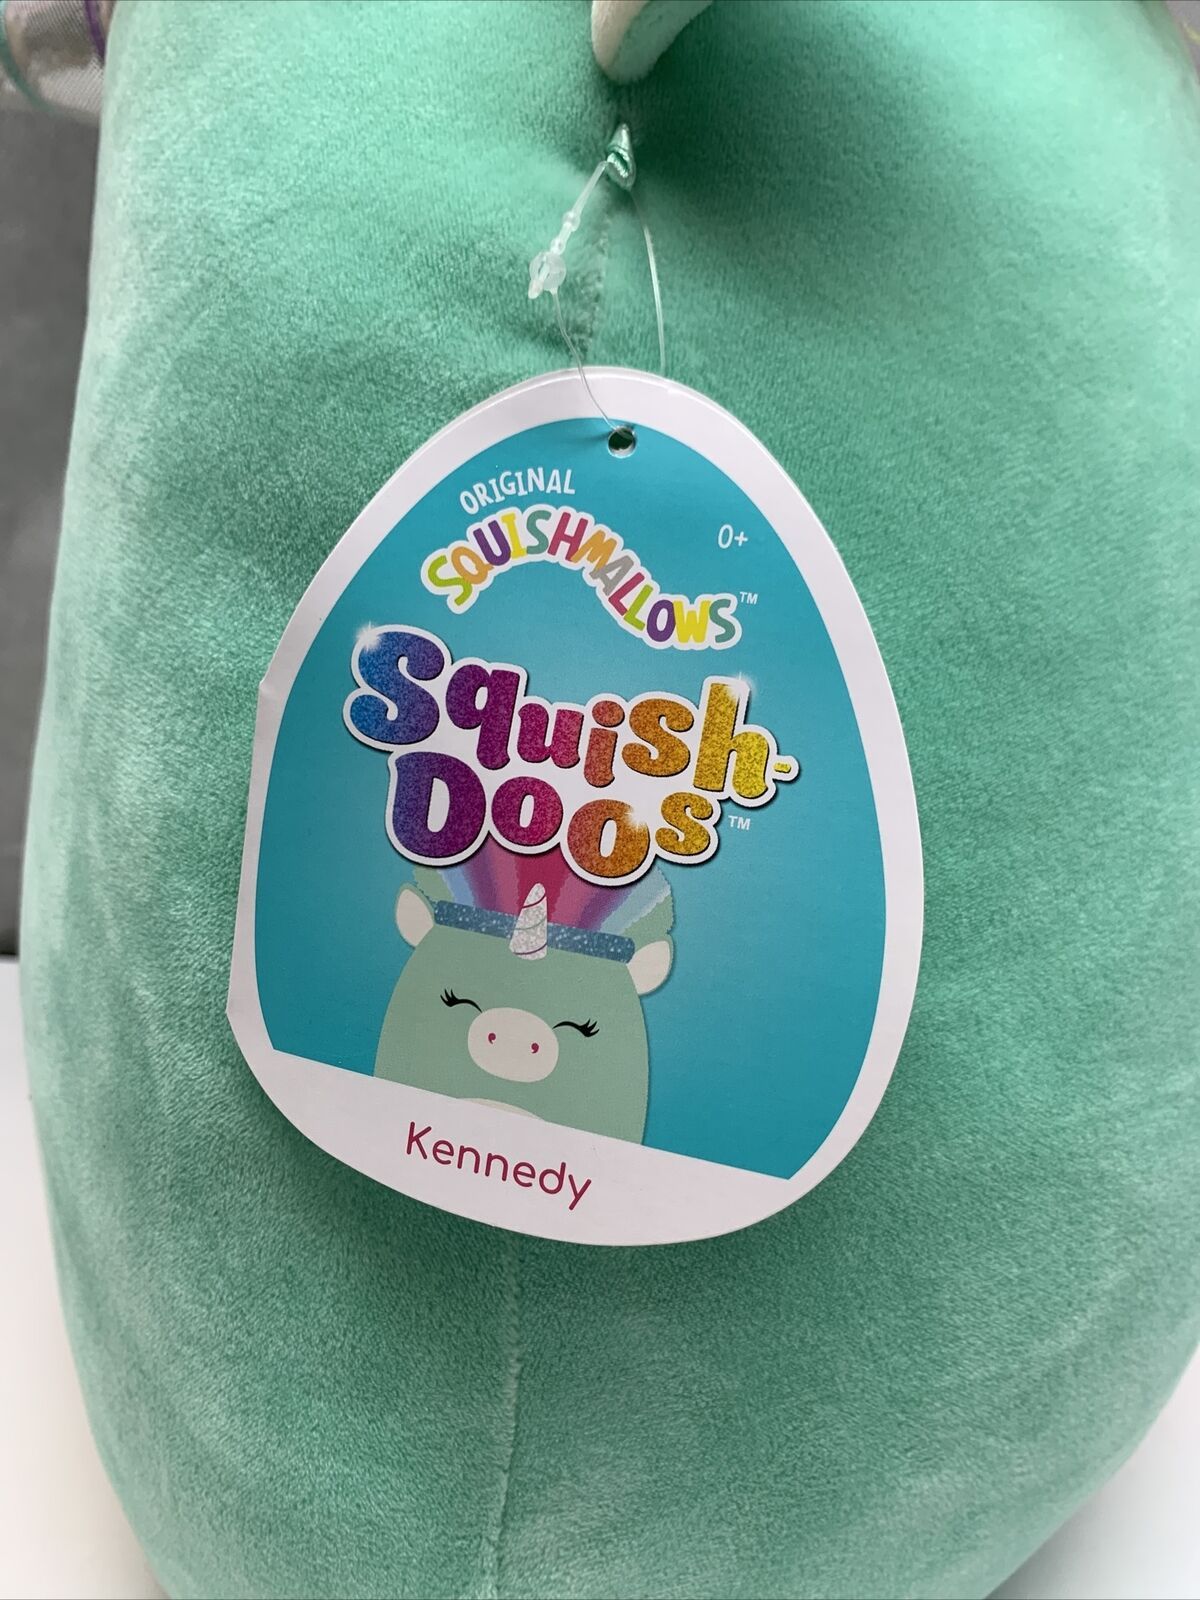 ORIGINAL
SQUISHMALLOWS™
0+
Squish-
Doos™
Kennedy